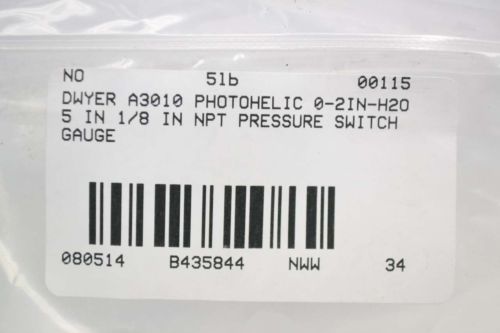 NO 5lb 00115
DWYER A3010 PHOTOHELIC 0-2IN-H2O
5 IN 1/8 IN NPT PRESSURE SWITCH
GAUGE
080514 B435844 NWW 34